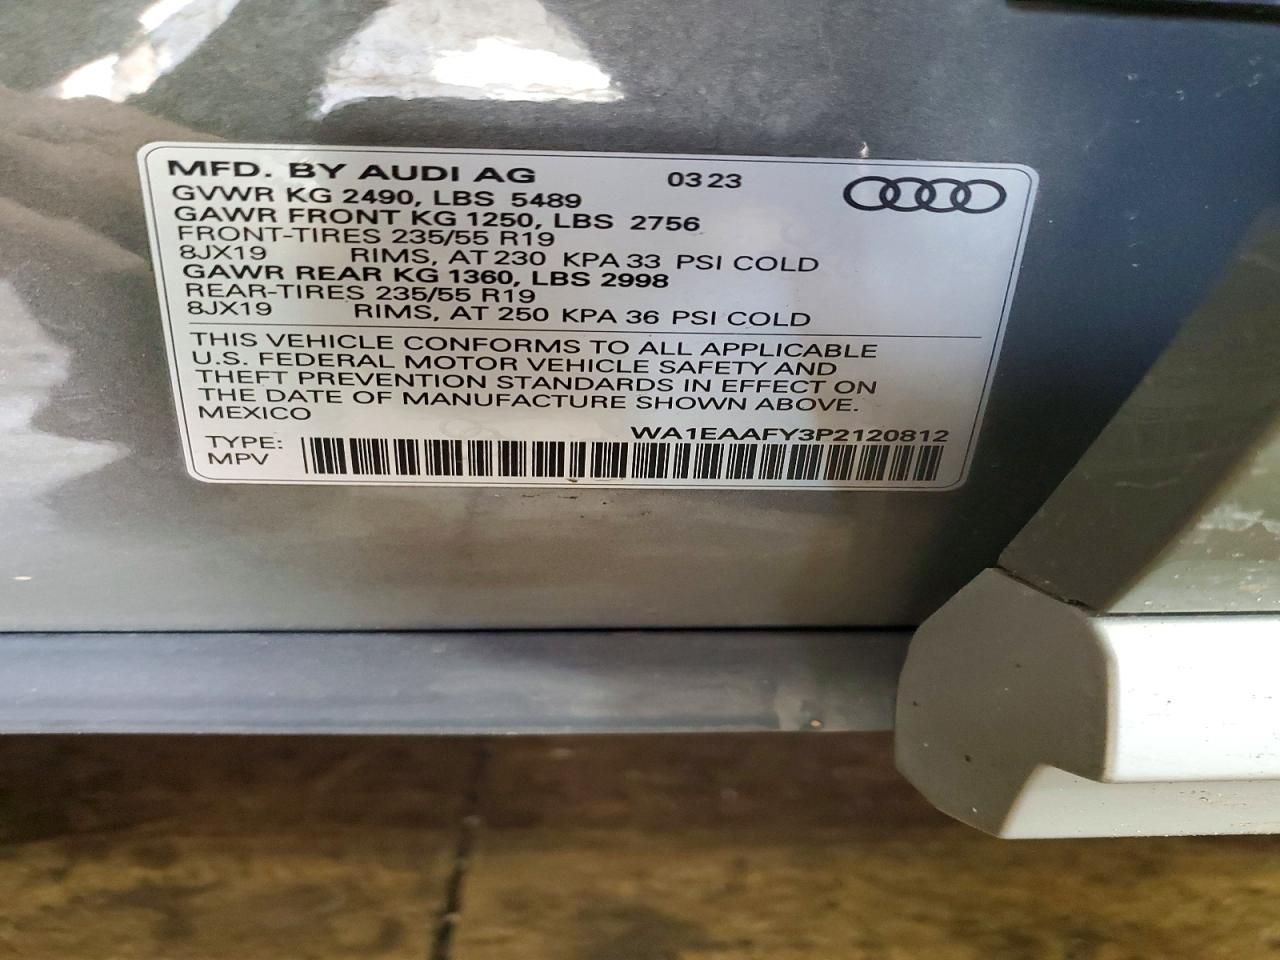 MFD. BY AUDI AG 03 23
GVWR KG 2490, LBS 5489
GAWR FRONT KG 1250, LBS 2756
FRONT-TIRES 235/55 R19
8JX19 RIMS, AT 230 KPA 33 PSI COLD
GAWR REAR KG 1360, LBS 2998
REAR-TIRES 235/55 R19
8JX19 RIMS, AT 250 KPA 36 PSI COLD
THIS VEHICLE CONFORMS TO ALL APPLICABLE
U.S. FEDERAL MOTOR VEHICLE SAFETY AND
THEFT PREVENTION STANDARDS IN EFFECT ON
THE DATE OF MANUFACTURE SHOWN ABOVE.
MEXICO
WA1EAAFY3P2120812
TYPE:
MPV